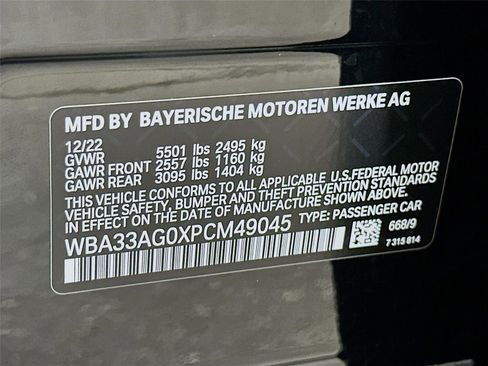 MFD BY BAYERISCHE MOTOREN WERKE AG
12/22
GVWR 5501 lbs 2495 kg
GAWR FRONT 2557 lbs 1160 kg
GAWR REAR 3095 lbs 1404 kg
THIS VEHICLE CONFORMS TO ALL APPLICABLE U.S.FEDERAL MOTOR
VEHICLE SAFETY, BUMPER AND THEFT PREVENTION STANDARDS
IN EFFECT ON THE DATE OF MANUFACTURE SHOWN ABOVE.
WBA33AG0XPCM49045 TYPE: PASSENGER CAR
668/9
7 315 814